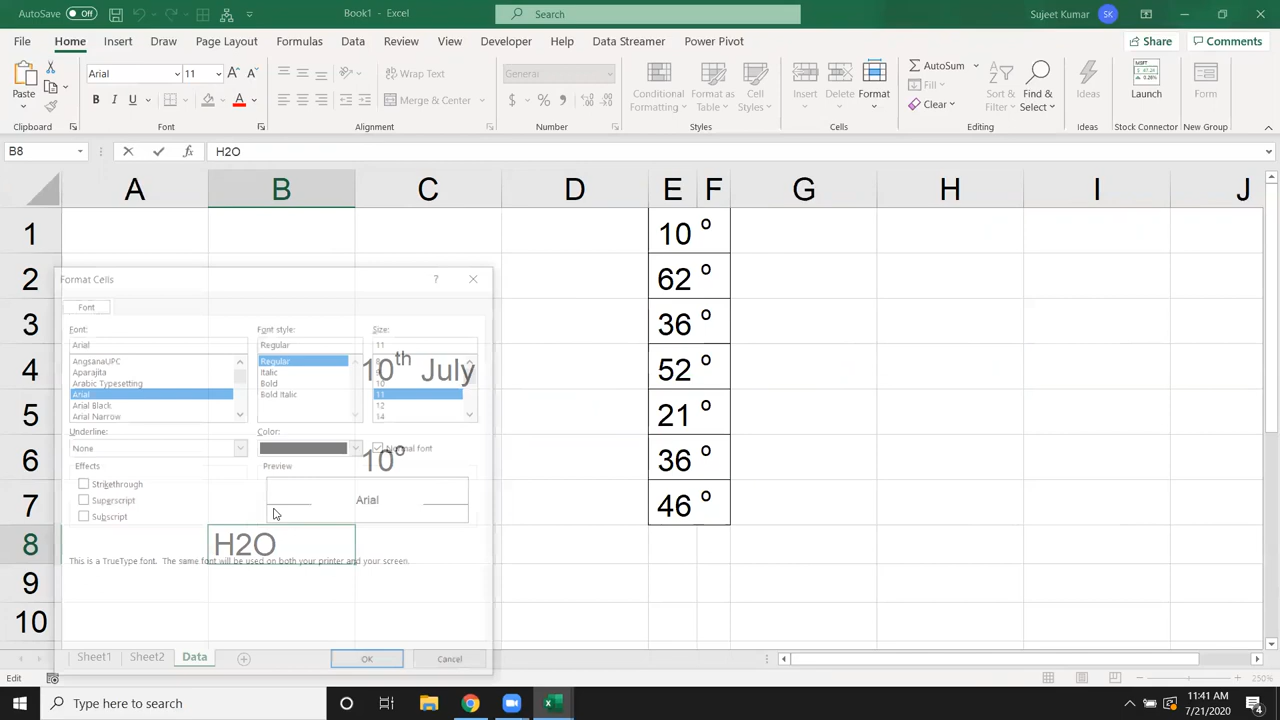 AutoSave Off Book1 - Excel Search Sujeet Kumar SK
File Home Insert Draw Page Layout Formulas Data Review View Developer Help Data Streamer Power Pivot Share Comments
Paste Arial 11 Wrap Text General Conditional Formatting Format as Table Cell Styles Insert Delete Format AutoSum Sort & Filter Find & Select Ideas Launch Form
B I U Merge & Center $ % Fill Clear
Clipboard Font Alignment Number Styles Cells Editing Ideas Stock Connector New Group
B8 fx H2O
A B C D E F G H I J
1 10 º
2 62 º
3 36 º
4 10th July 52 º
5 21 º
6 10º 36 º
7 46 º
8 H2O
9
10
Format Cells ?
Font
Font: Font style: Size:
Arial Regular 11
AngsanaUPC Regular
Aparajita Italic
Arabic Typesetting Bold 10
Arial Bold Italic 11
Arial Black 12
Arial Narrow 14
Underline: Color:
None Normal font
Effects Preview
Strikethrough
Superscript Arial
Subscript
This is a TrueType font. The same font will be used on both your printer and your screen.
OK Cancel
Sheet1 Sheet2 Data
Edit 250%
Type here to search 11:41 AM
7/21/2020